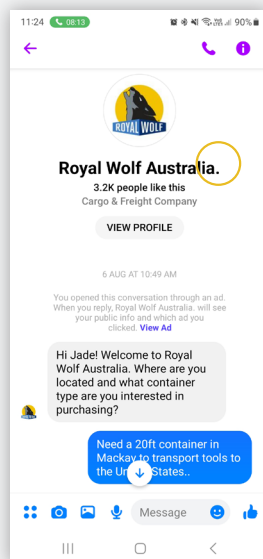 11:24 08:13 90%
ROYAL WOLF
Royal Wolf Australia.
3.2K people like this
Cargo & Freight Company
VIEW PROFILE
6 AUG AT 10:49 AM
You opened this conversation through an ad.
When you reply, Royal Wolf Australia. will see
your public info and which ad you
clicked. View Ad
Hi Jade! Welcome to Royal
Wolf Australia. Where are you
located and what container
type are you interested in
purchasing?
Need a 20ft container in
Mackay to transport tools to
the States..
Message